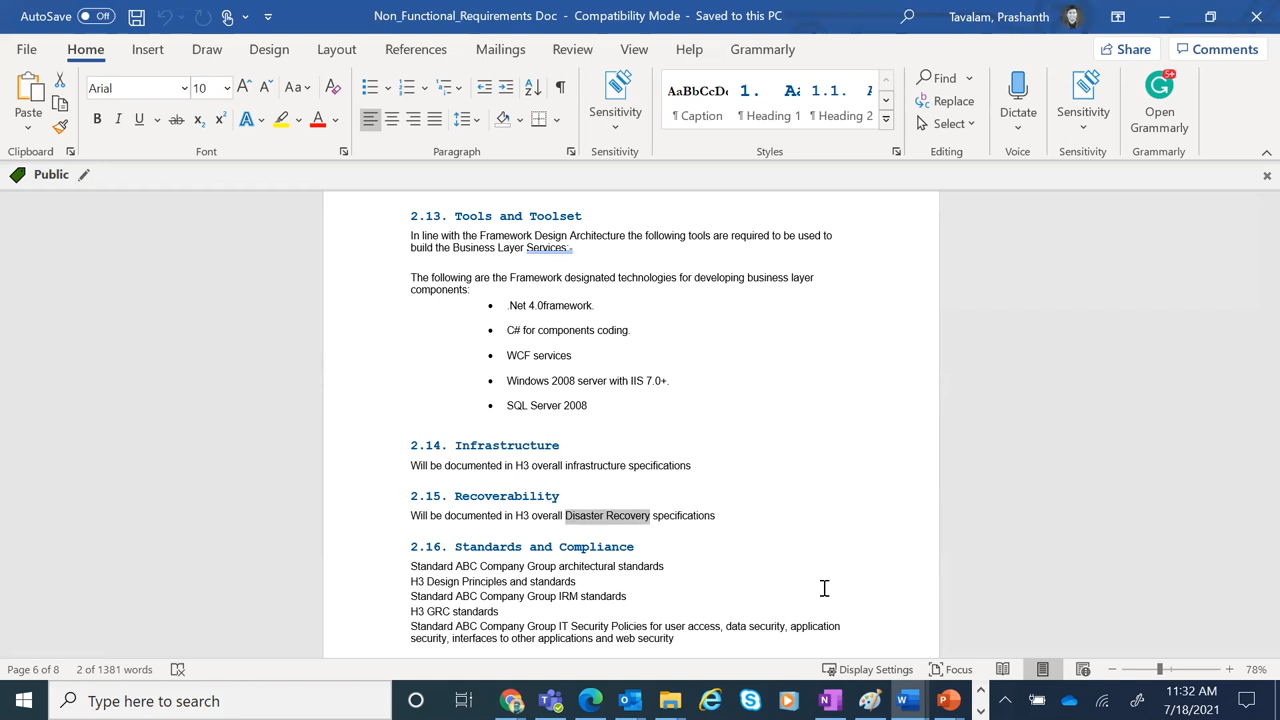 AutoSave Off
Non_Functional_Requirements Doc - Compatibility Mode - Saved to this PC
Tavalam, Prashanth
File Home Insert Draw Design Layout References Mailings Review View Help Grammarly
Share Comments
Paste
Arial 10
AaBbCcDc 1. Aa 1.1. A
¶ Caption ¶ Heading 1 ¶ Heading 2
Sensitivity
Find
Replace
Select
Dictate
Sensitivity
Open Grammarly
Clipboard Font Paragraph Sensitivity Styles Editing Voice Sensitivity Grammarly
Public
2.13. Tools and Toolset
In line with the Framework Design Architecture the following tools are required to be used to
build the Business Layer Services:-
The following are the Framework designated technologies for developing business layer
components:
• .Net 4.0framework.
• C# for components coding.
• WCF services
• Windows 2008 server with IIS 7.0+.
• SQL Server 2008
2.14. Infrastructure
Will be documented in H3 overall infrastructure specifications
2.15. Recoverability
Will be documented in H3 overall Disaster Recovery specifications
2.16. Standards and Compliance
Standard ABC Company Group architectural standards
H3 Design Principles and standards
Standard ABC Company Group IRM standards
H3 GRC standards
Standard ABC Company Group IT Security Policies for user access, data security, application
security, interfaces to other applications and web security
Page 6 of 8 2 of 1381 words Display Settings Focus 78%
Type here to search
11:32 AM
7/18/2021